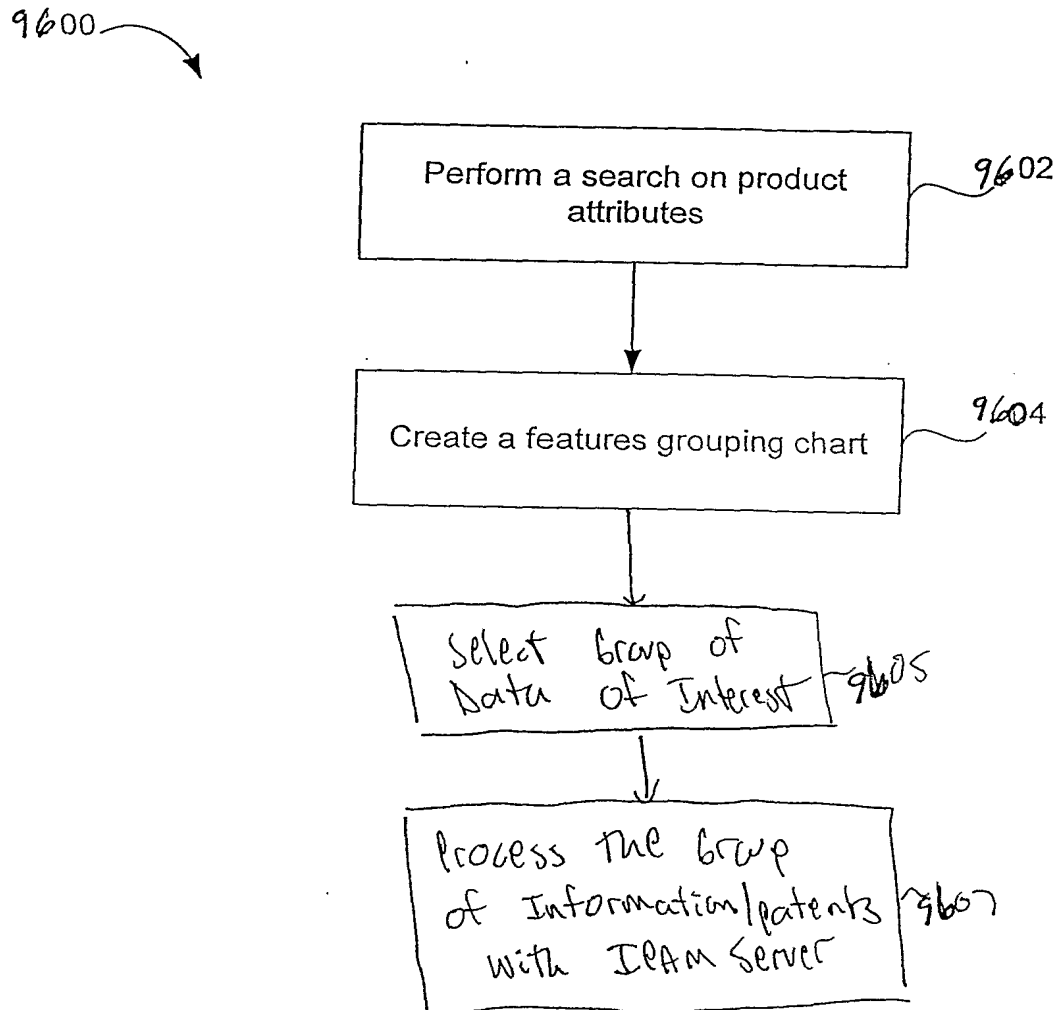 9600
Perform a search on product
attributes
9602
Create a features grouping chart
9604
Select Group of
Data of Interest
9605
Process the Group
of Information/patents
with IPAM Server
9607